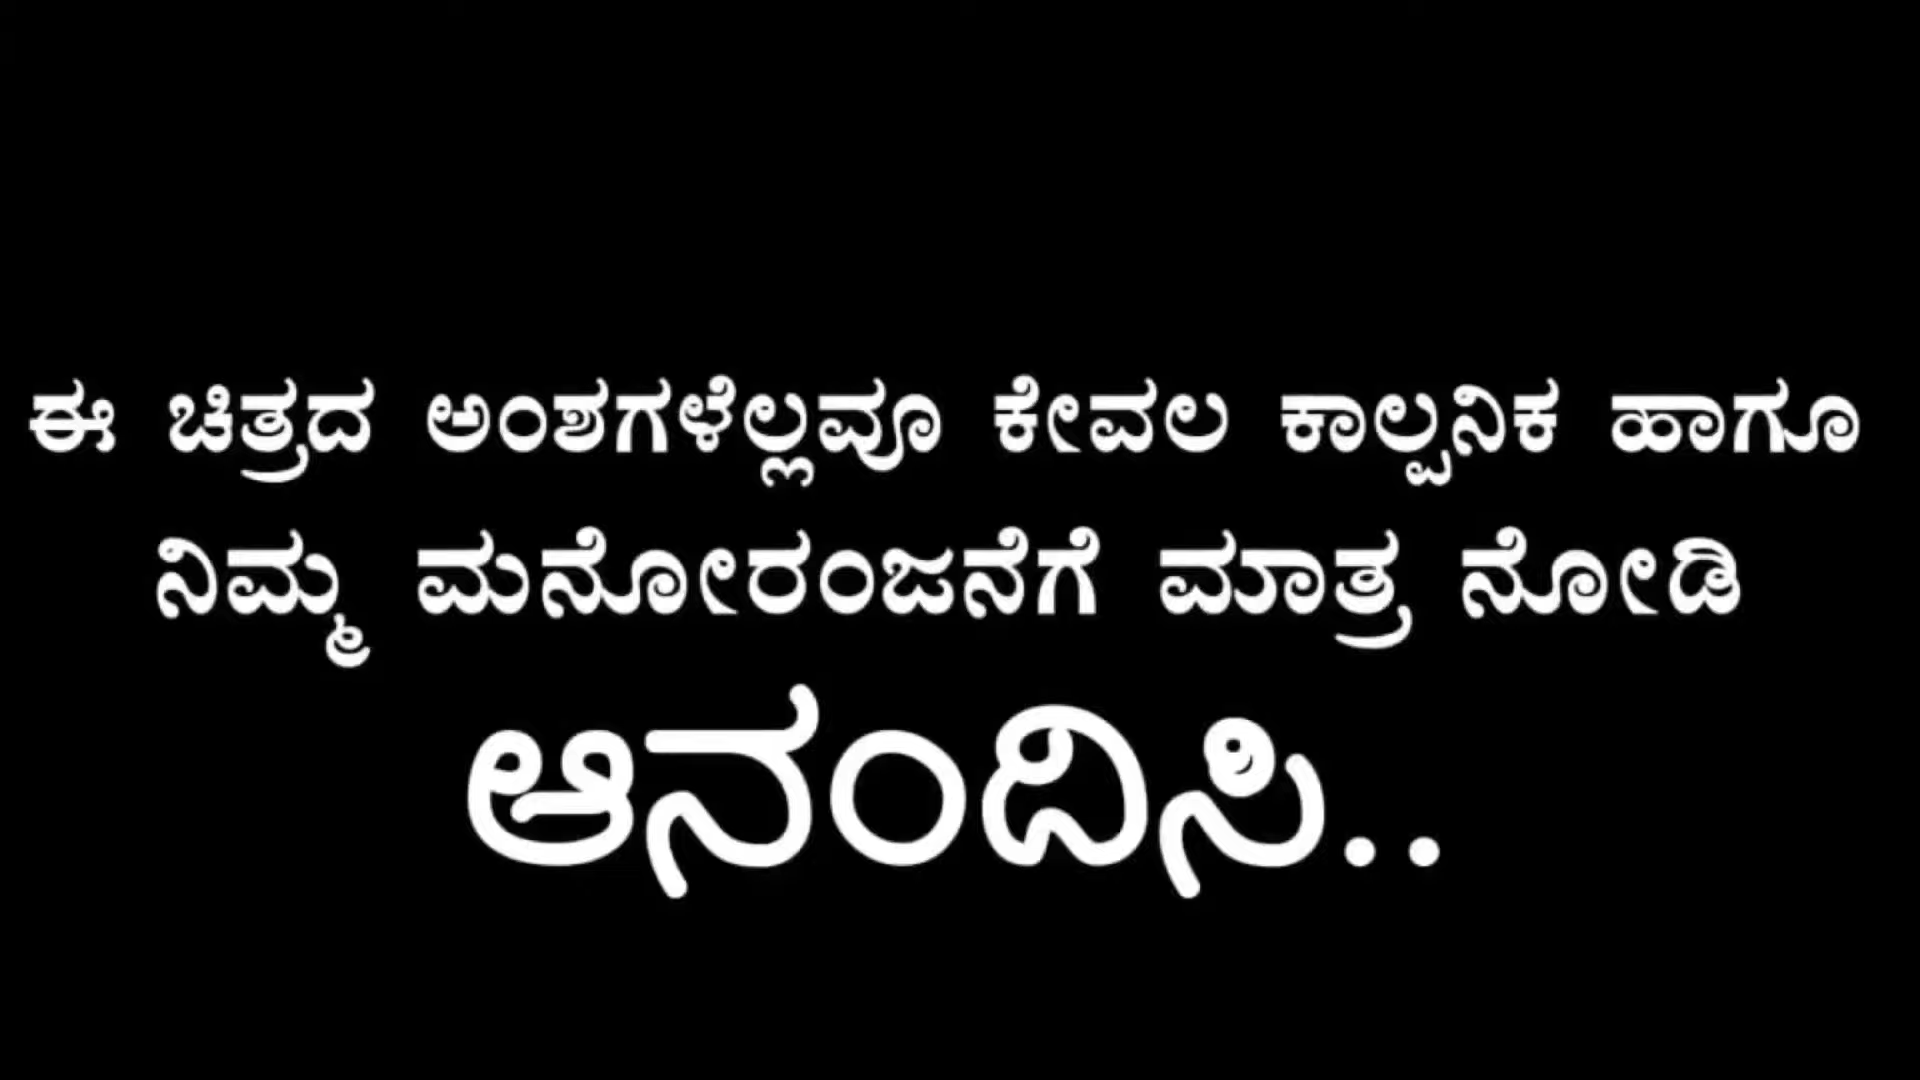 ಈ ಚಿತ್ರದ ಅಂಶಗಳೆಲ್ಲವೂ ಕೇವಲ ಕಾಲ್ಪನಿಕ ಹಾಗೂ
ನಿಮ್ಮ ಮನೋರಂಜನೆಗೆ ಮಾತ್ರ ನೋಡಿ
ಆನಂದಿಸಿ..